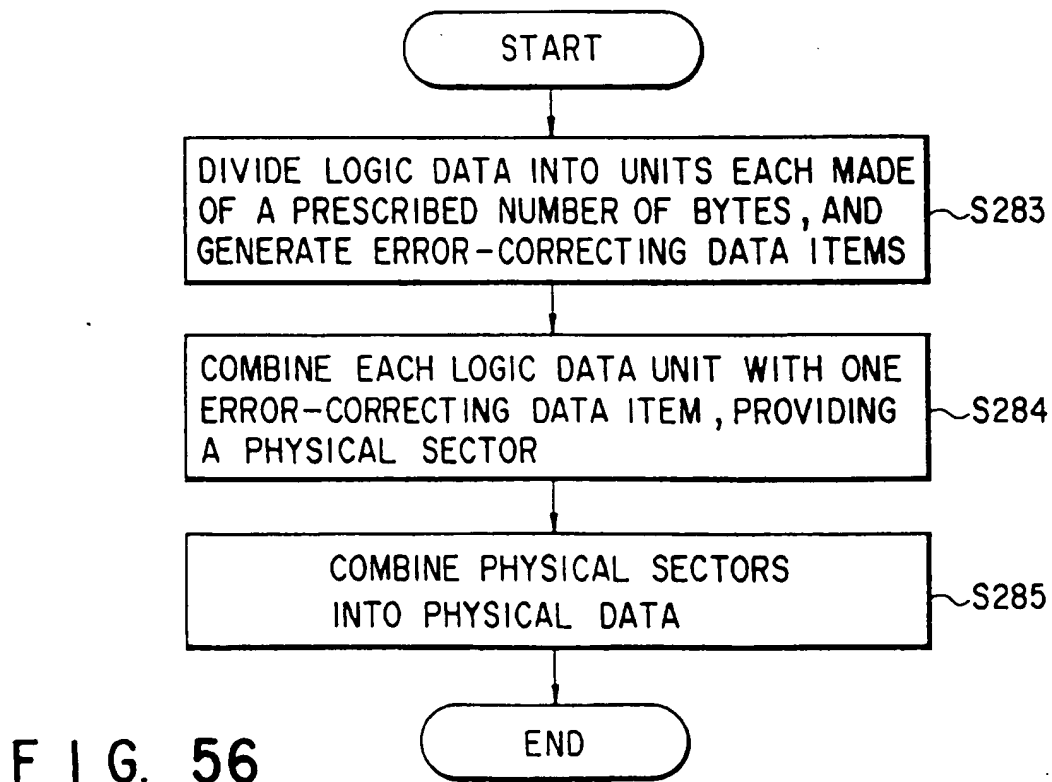 START
DIVIDE LOGIC DATA INTO UNITS EACH MADE
OF A PRESCRIBED NUMBER OF BYTES, AND
GENERATE ERROR-CORRECTING DATA ITEMS
S283
COMBINE EACH LOGIC DATA UNIT WITH ONE
ERROR-CORRECTING DATA ITEM, PROVIDING
A PHYSICAL SECTOR
S284
COMBINE PHYSICAL SECTORS
INTO PHYSICAL DATA
S285
END
FIG. 56